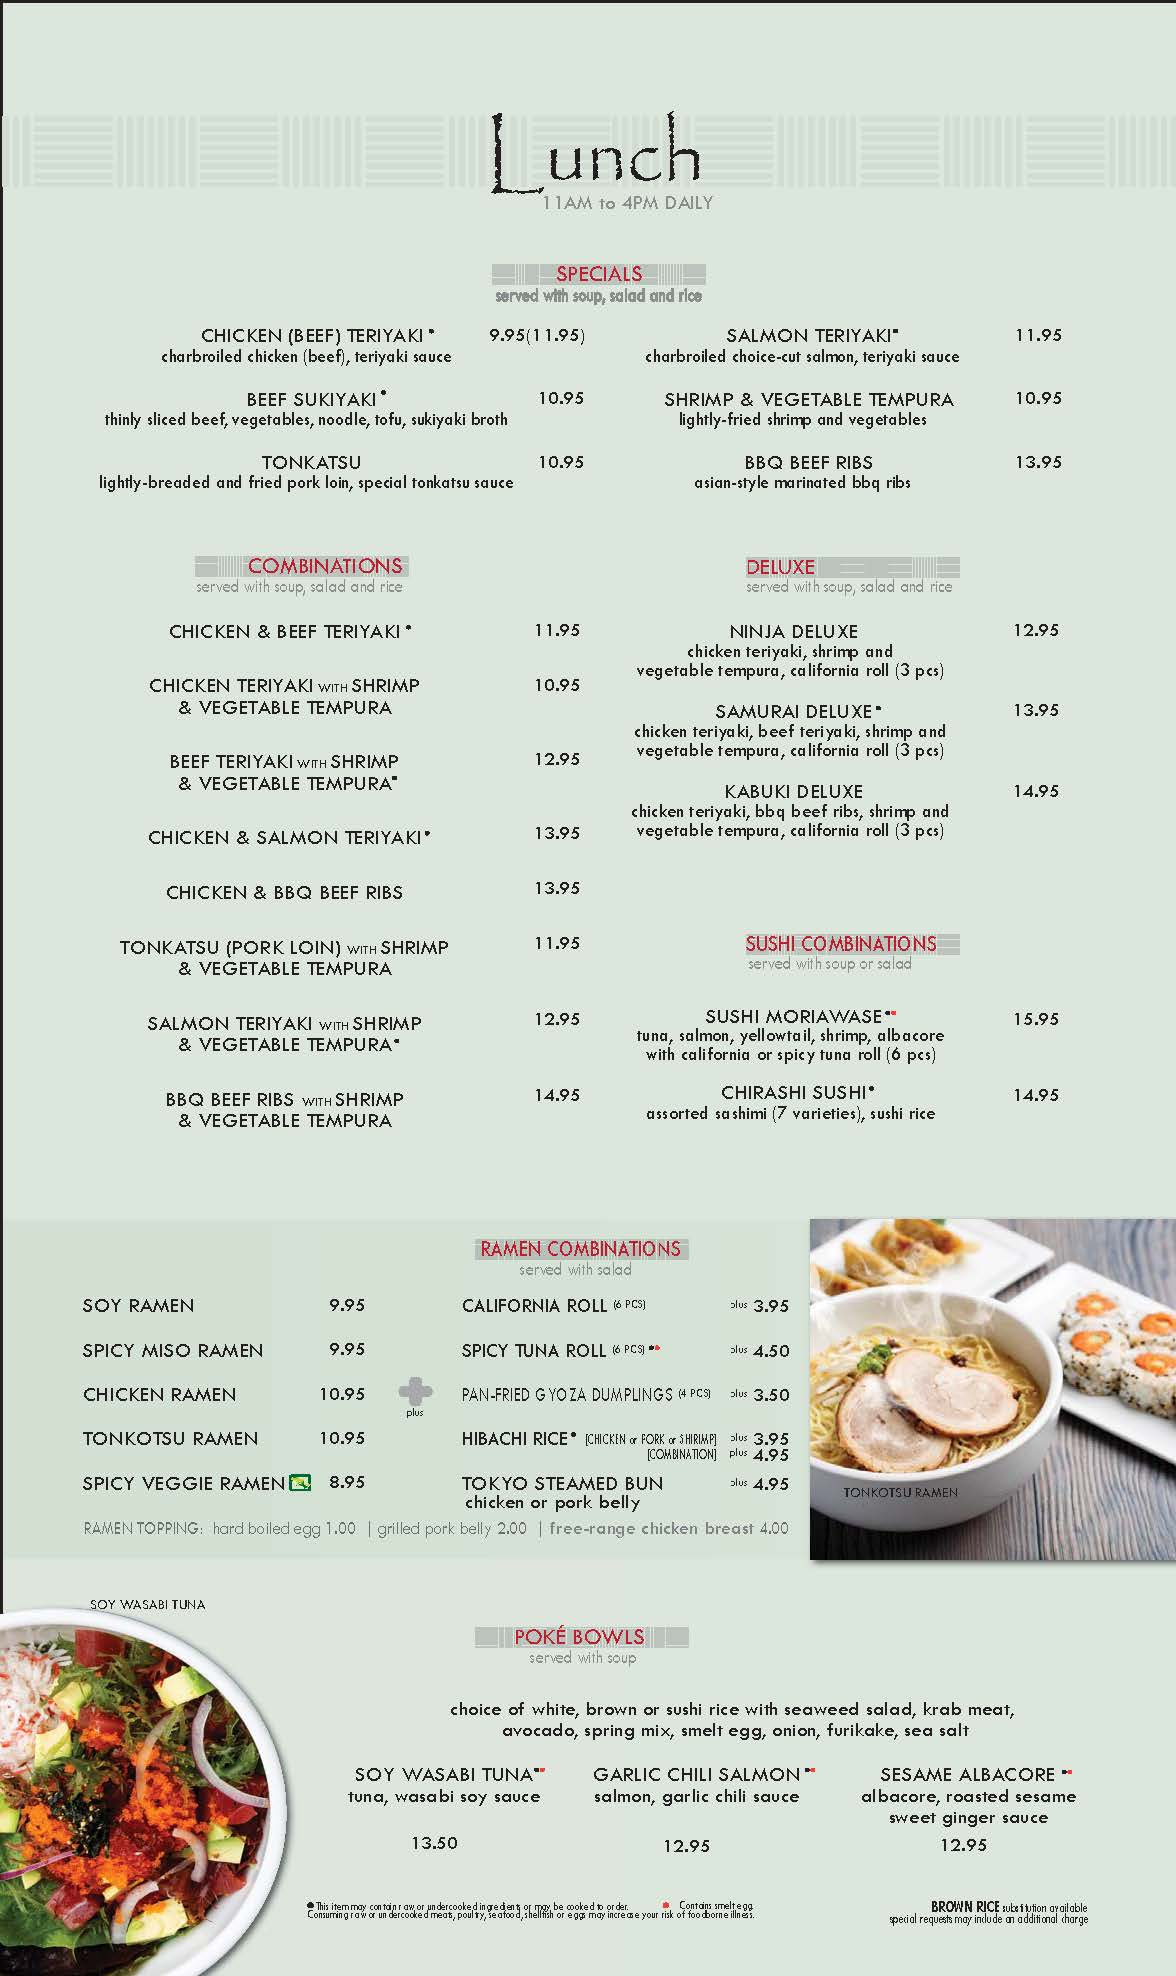 Lunch
11AM to 4PM DAILY
SPECIALS
served with soup, salad and rice
CHICKEN (BEEF) TERIYAKI • 9.95(11.95)
charbroiled chicken (beef), teriyaki sauce
BEEF SUKIYAKI • 10.95
thinly sliced beef, vegetables, noodle, tofu, sukiyaki broth
TONKATSU 10.95
lightly-breaded and fried pork loin, special tonkatsu sauce
SALMON TERIYAKI• 11.95
charbroiled choice-cut salmon, teriyaki sauce
SHRIMP & VEGETABLE TEMPURA 10.95
lightly-fried shrimp and vegetables
BBQ BEEF RIBS 13.95
asian-style marinated bbq ribs
COMBINATIONS
served with soup, salad and rice
CHICKEN & BEEF TERIYAKI • 11.95
CHICKEN TERIYAKI WITH SHRIMP 10.95
& VEGETABLE TEMPURA
BEEF TERIYAKI WITH SHRIMP 12.95
& VEGETABLE TEMPURA•
CHICKEN & SALMON TERIYAKI• 13.95
CHICKEN & BBQ BEEF RIBS 13.95
TONKATSU (PORK LOIN) WITH SHRIMP 11.95
& VEGETABLE TEMPURA
SALMON TERIYAKI WITH SHRIMP 12.95
& VEGETABLE TEMPURA•
BBQ BEEF RIBS WITH SHRIMP 14.95
& VEGETABLE TEMPURA
DELUXE
served with soup, salad and rice
NINJA DELUXE 12.95
chicken teriyaki, shrimp and
vegetable tempura, california roll (3 pcs)
SAMURAI DELUXE• 13.95
chicken teriyaki, beef teriyaki, shrimp and
vegetable tempura, california roll (3 pcs)
KABUKI DELUXE 14.95
chicken teriyaki, bbq beef ribs, shrimp and
vegetable tempura, california roll (3 pcs)
SUSHI COMBINATIONS
served with soup or salad
SUSHI MORIAWASE•• 15.95
tuna, salmon, yellowtail, shrimp, albacore
with california or spicy tuna roll (6 pcs)
CHIRASHI SUSHI• 14.95
assorted sashimi (7 varieties), sushi rice
RAMEN COMBINATIONS
served with salad
SOY RAMEN 9.95
SPICY MISO RAMEN 9.95
CHICKEN RAMEN 10.95
TONKOTSU RAMEN 10.95
SPICY VEGGIE RAMEN 8.95
plus
CALIFORNIA ROLL (6 PCS) plus 3.95
SPICY TUNA ROLL (6 PCS) •• plus 4.50
PAN-FRIED GYOZA DUMPLINGS (4 PCS) plus 3.50
HIBACHI RICE• [CHICKEN or PORK or SHIRIMP] plus 3.95
[COMBINATION] plus 4.95
TOKYO STEAMED BUN plus 4.95
chicken or pork belly
RAMEN TOPPING: hard boiled egg 1.00 | grilled pork belly 2.00 | free-range chicken breast 4.00
TONKOTSU RAMEN
SOY WASABI TUNA
POKÉ BOWLS
served with soup
choice of white, brown or sushi rice with seaweed salad, krab meat,
avocado, spring mix, smelt egg, onion, furikake, sea salt
SOY WASABI TUNA••
tuna, wasabi soy sauce
13.50
GARLIC CHILI SALMON••
salmon, garlic chili sauce
12.95
SESAME ALBACORE ••
albacore, roasted sesame
sweet ginger sauce
12.95
• This item may contain raw or undercooked ingredients or may be cooked to order. • Contains smelt egg.
Consuming raw or undercooked meats, poultry, seafood, shellfish or eggs may increase your risk of foodborne illness.
BROWN RICE substitution available
special requests may include an additional charge